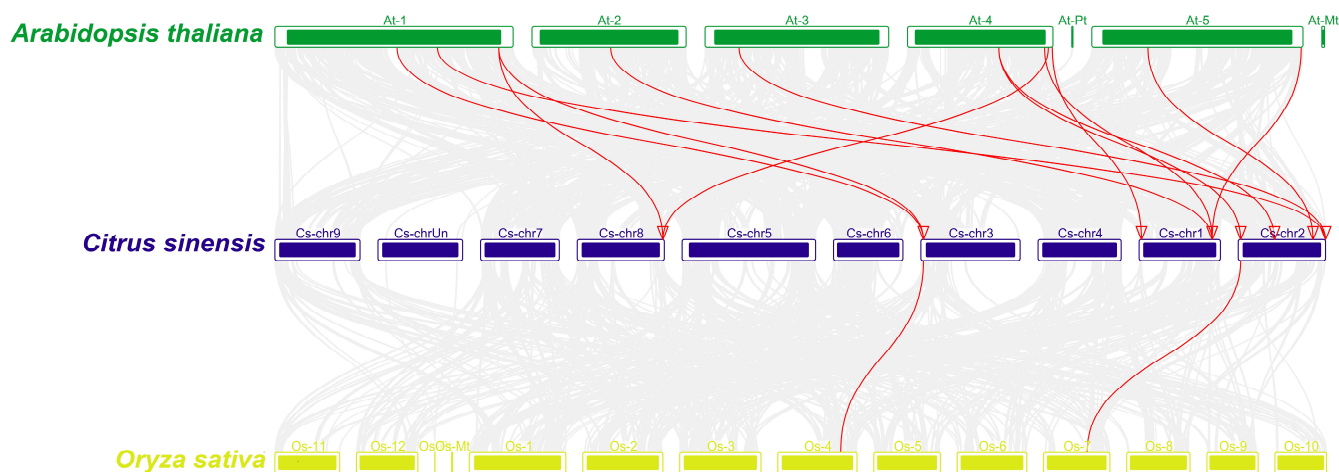 Arabidopsis thaliana At-1 At-2 At-3 At-4 At-Pt At-5 At-Mt
Citrus sinensis Cs-chr9 Cs-chrUn Cs-chr7 Cs-chr8 Cs-chr5 Cs-chr6 Cs-chr3 Cs-chr4 Cs-chr1 Cs-chr2
Oryza sativa Os-11 Os-12 Os-Mt Os-1 Os-2 Os-3 Os-4 Os-5 Os-6 Os-7 Os-8 Os-9 Os-10